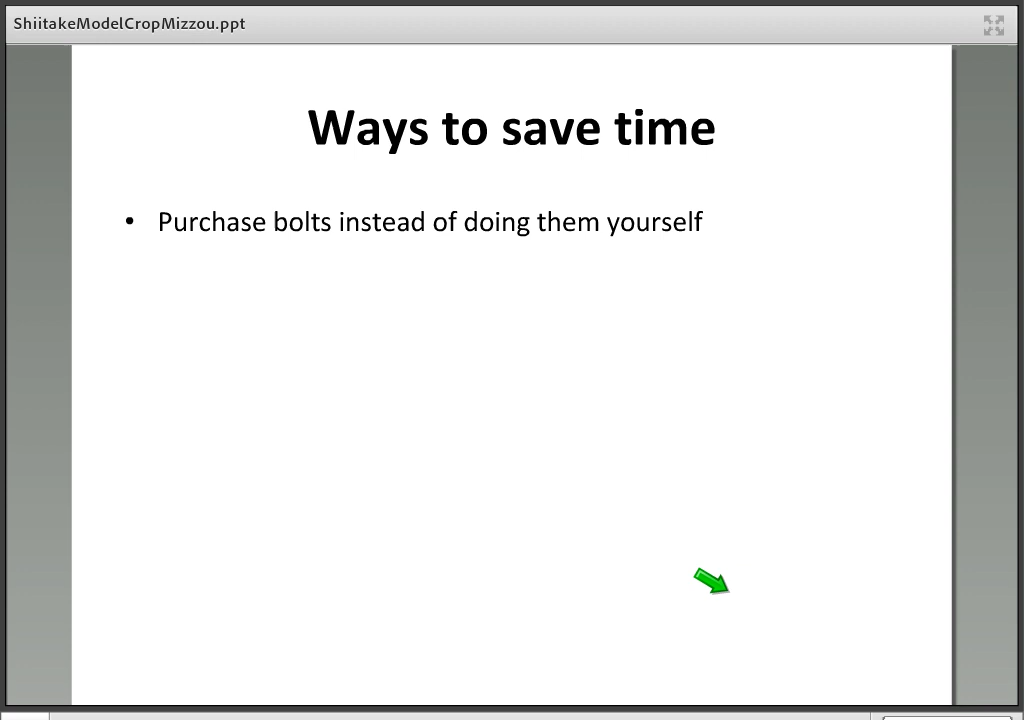 ShiitakeModelCropMizzou.ppt
Ways to save time
• Purchase bolts instead of doing them yourself